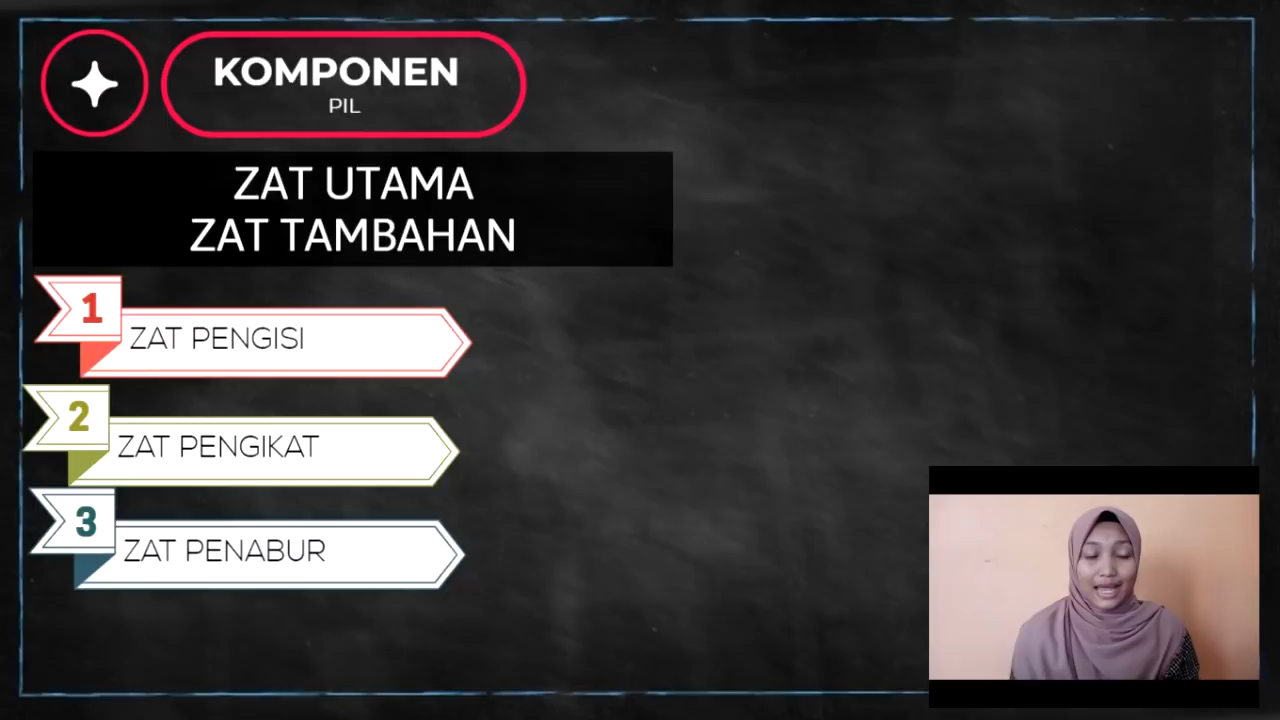 KOMPONEN
PIL
ZAT UTAMA
ZAT TAMBAHAN
1
ZAT PENGISI
2
ZAT PENGIKAT
3
ZAT PENABUR